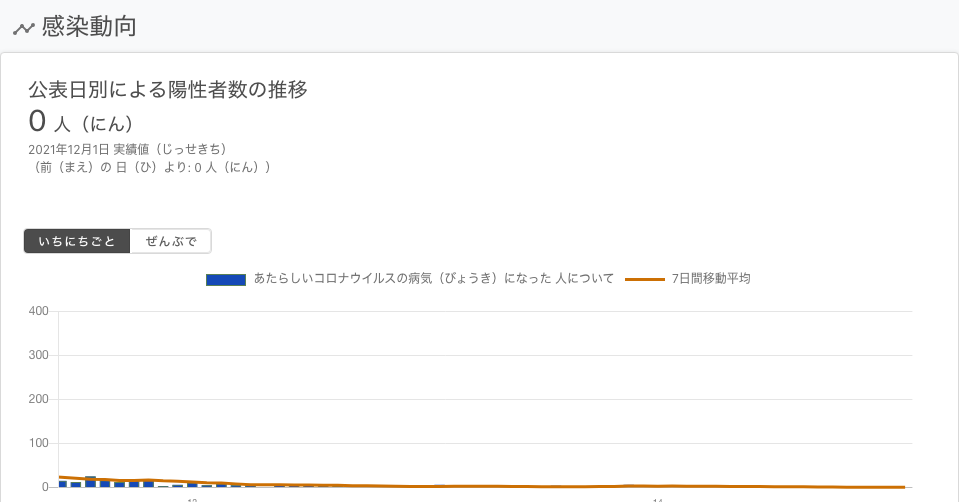 感染動向
公表日別による陽性者数の推移
0 人（にん）
2021年12月1日 実績値（じっせきち）
（前（まえ）の 日（ひ）より: 0 人（にん））
いちにちごと ぜんぶで
あたらしいコロナウイルスの病気（びょうき）になった 人について 7日間移動平均
400
300
200
100
0